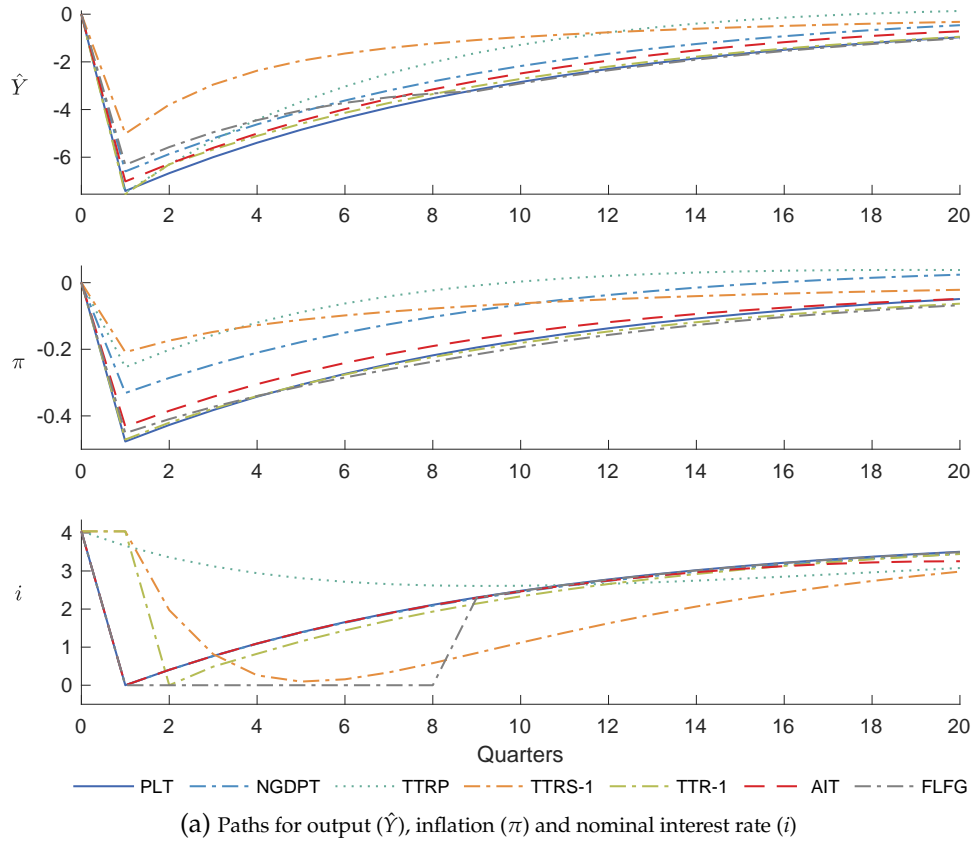 0
-2
Ŷ
-4
-6
0 2 4 6 8 10 12 14 16 18 20
0
-0.2
π
-0.4
0 2 4 6 8 10 12 14 16 18 20
4
3
i
2
1
0
0 2 4 6 8 10 12 14 16 18 20
Quarters
PLT NGDPT TTRP TTRS-1 TTR-1 AIT FLFG
(a) Paths for output (Ŷ), inflation (π) and nominal interest rate (i)